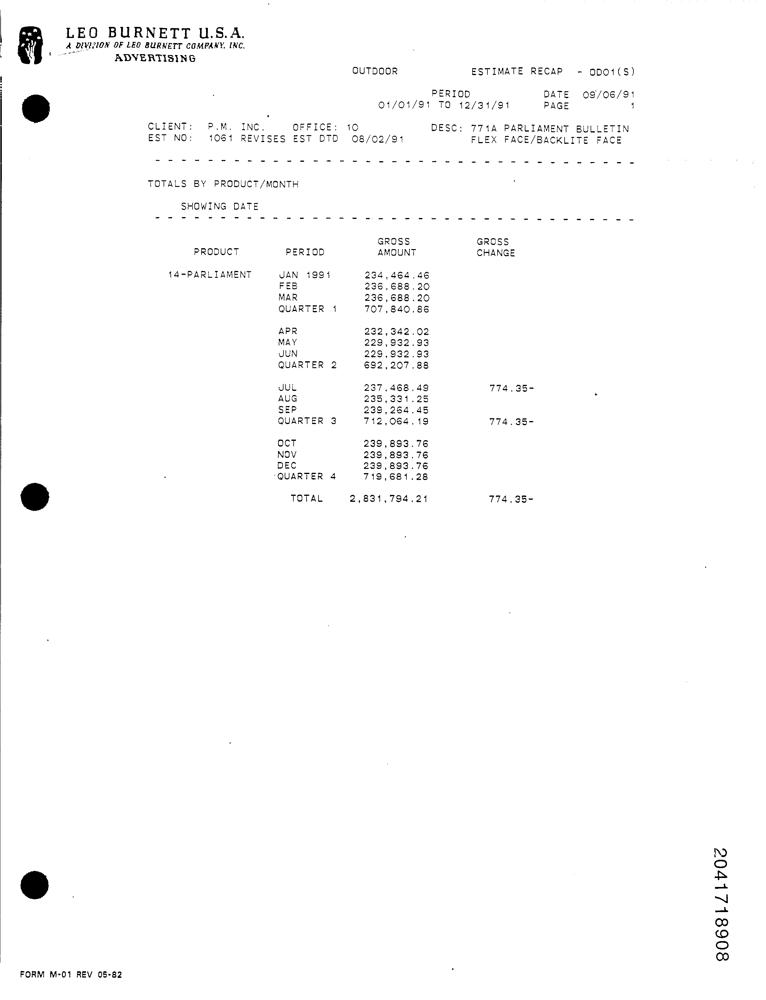 LEO BURNETT U.S.A.
A DIVISION OF LEO BURNETT COMPANY, INC.
ADVERTISING
OUTDOOR ESTIMATE RECAP - OD01(S)
PERIOD DATE 09/06/91
01/01/91 TO 12/31/91 PAGE 1
CLIENT: P.M. INC. OFFICE: 10 DESC: 771A PARLIAMENT BULLETIN
EST NO: 1061 REVISES EST DTD 08/02/91 FLEX FACE/BACKLITE FACE
- - - - - - - - - - - - - - - - - - - - - - - - - - - - - - - - - - - - -
TOTALS BY PRODUCT/MONTH
SHOWING DATE
- - - - - - - - - - - - - - - - - - - - - - - - - - - - - - - - - - - - -
GROSS GROSS
PRODUCT PERIOD AMOUNT CHANGE
14-PARLIAMENT JAN 1991 234,464.46
FEB 236,688.20
MAR 236,688.20
QUARTER 1 707,840.86
APR 232,342.02
MAY 229,932.93
JUN 229,932.93
QUARTER 2 692,207.88
JUL 237,468.49 774.35-
AUG 235,331.25
SEP 239,264.45
QUARTER 3 712,064.19 774.35-
OCT 239,893.76
NOV 239,893.76
DEC 239,893.76
QUARTER 4 719,681.28
TOTAL 2,831,794.21 774.35-
2041718908
FORM M-01 REV 05-82